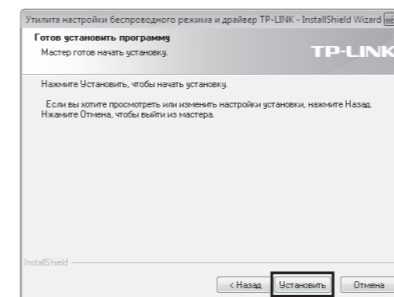 Утилита настройки беспроводного режима и драйвер TP-LINK - InstallShield Wizard
Готов установить программу
Мастер готов начать установку.
TP-LINK
Нажмите Установить, чтобы начать установку.
Если вы хотите просмотреть или изменить настройки установки, нажмите Назад.
Нжамите Отмена, чтобы выйти из мастера.
InstallShield
< Назад
Установить
Отмена